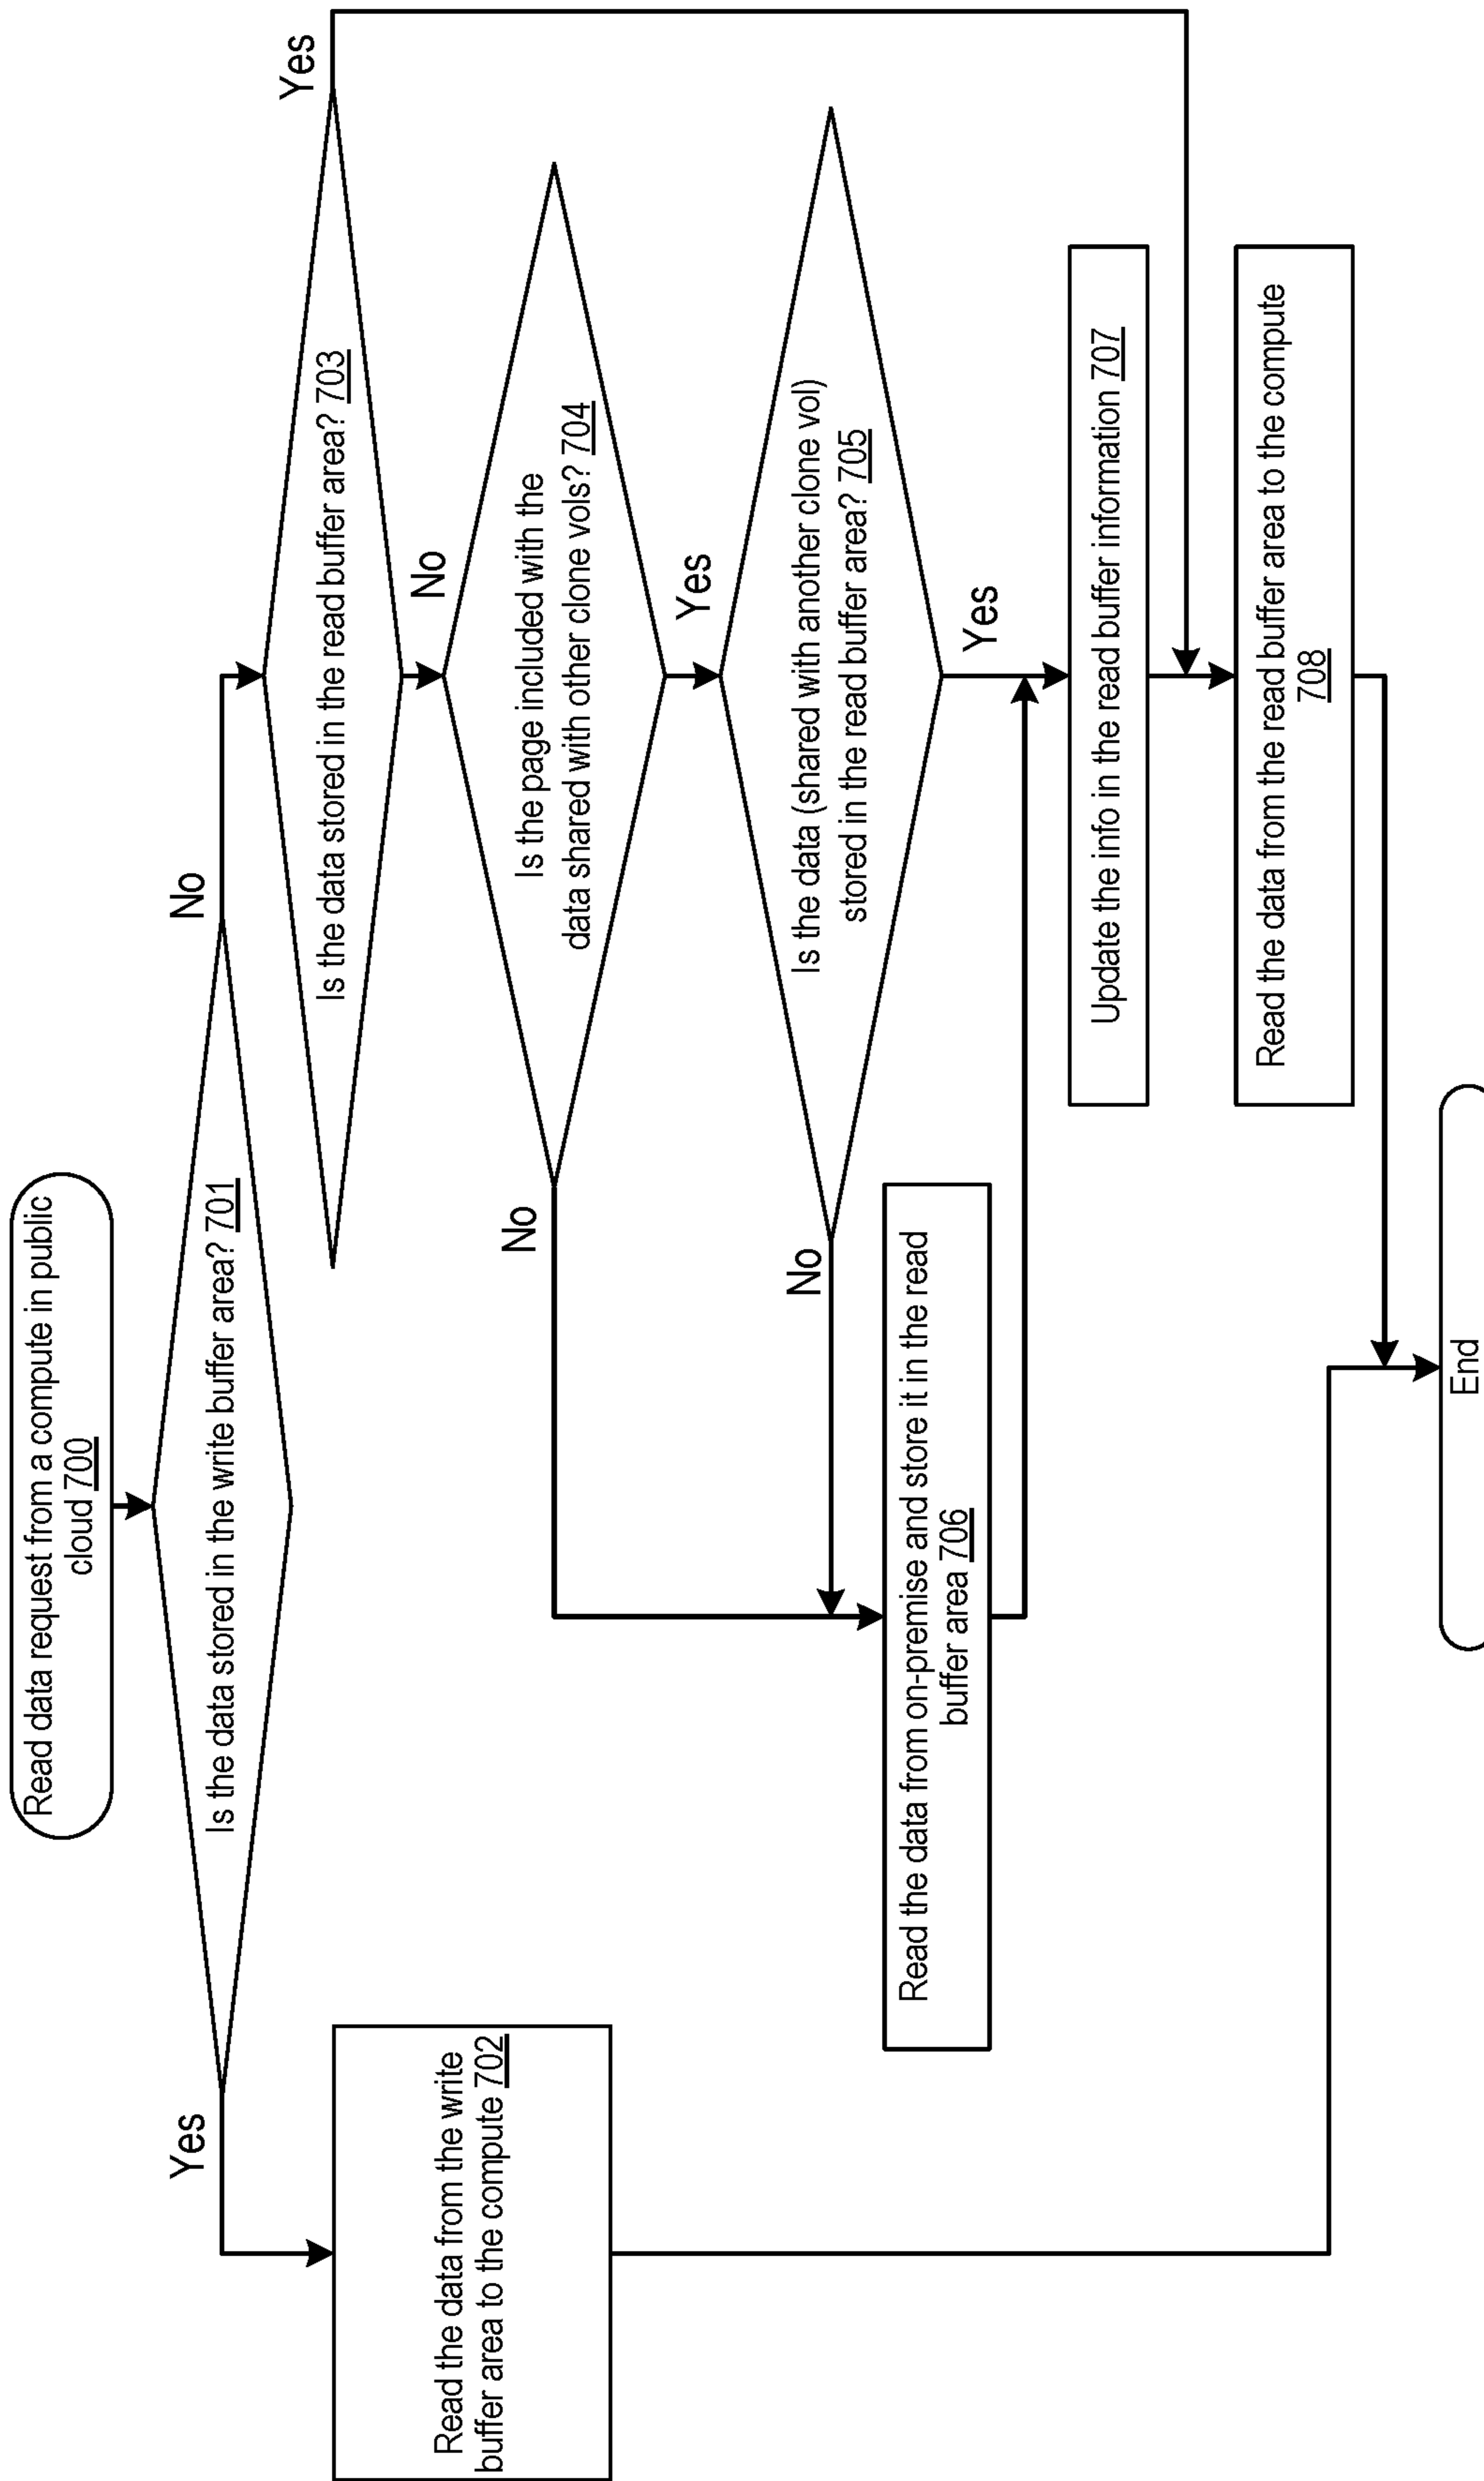 Read data request from a compute in public
cloud 700
Is the data stored in the write buffer area? 701
Yes
No
Read the data from the write
buffer area to the compute 702
Is the data stored in the read buffer area? 703
Yes
No
Is the page included with the
data shared with other clone vols? 704
No
Yes
Is the data (shared with another clone vol)
stored in the read buffer area? 705
No
Yes
Read the data from on-premise and store it in the read
buffer area 706
Update the info in the read buffer information 707
Read the data from the read buffer area to the compute
708
End